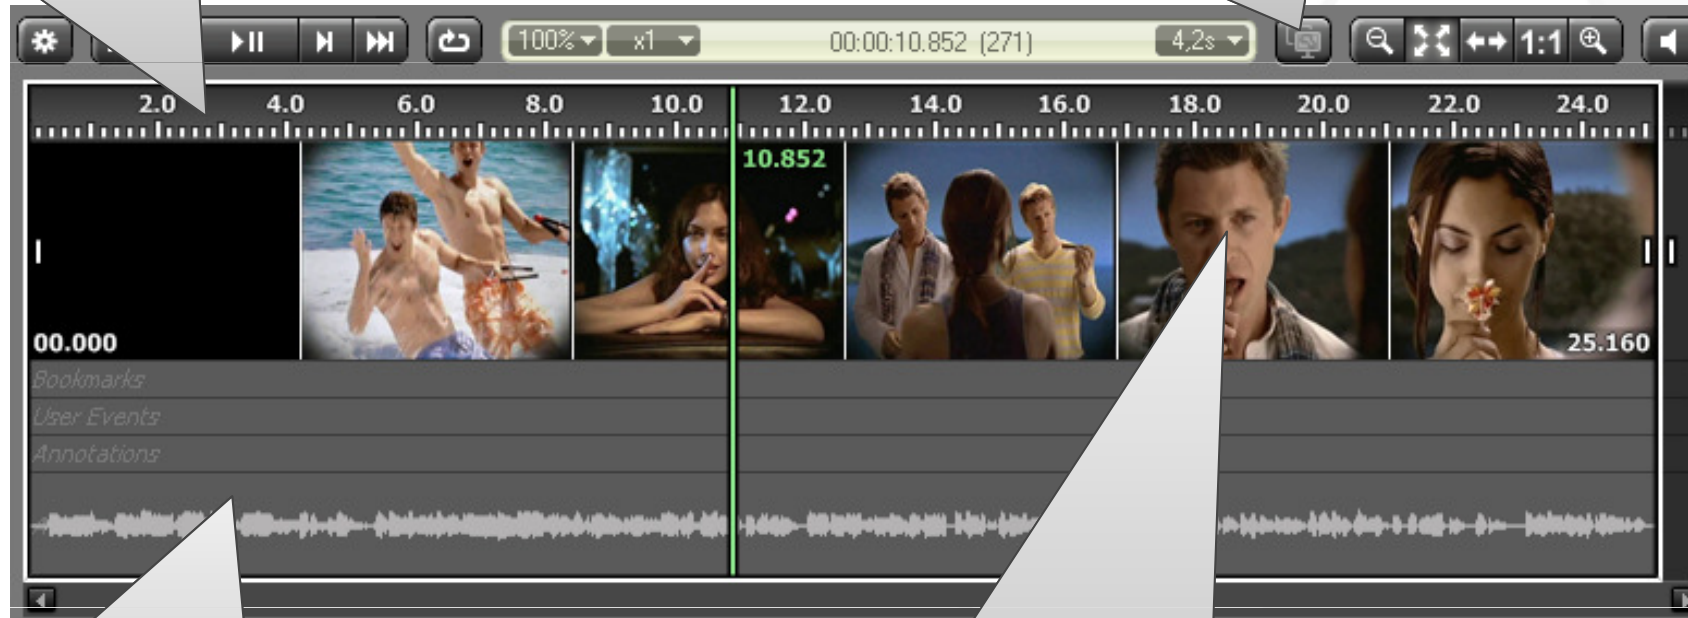 100% x1 00:00:10.852 (271) 4,2s 1:1
2.0 4.0 6.0 8.0 10.0 12.0 14.0 16.0 18.0 20.0 22.0 24.0
10.852
00.000 25.160
Bookmarks
User Events
Annotations